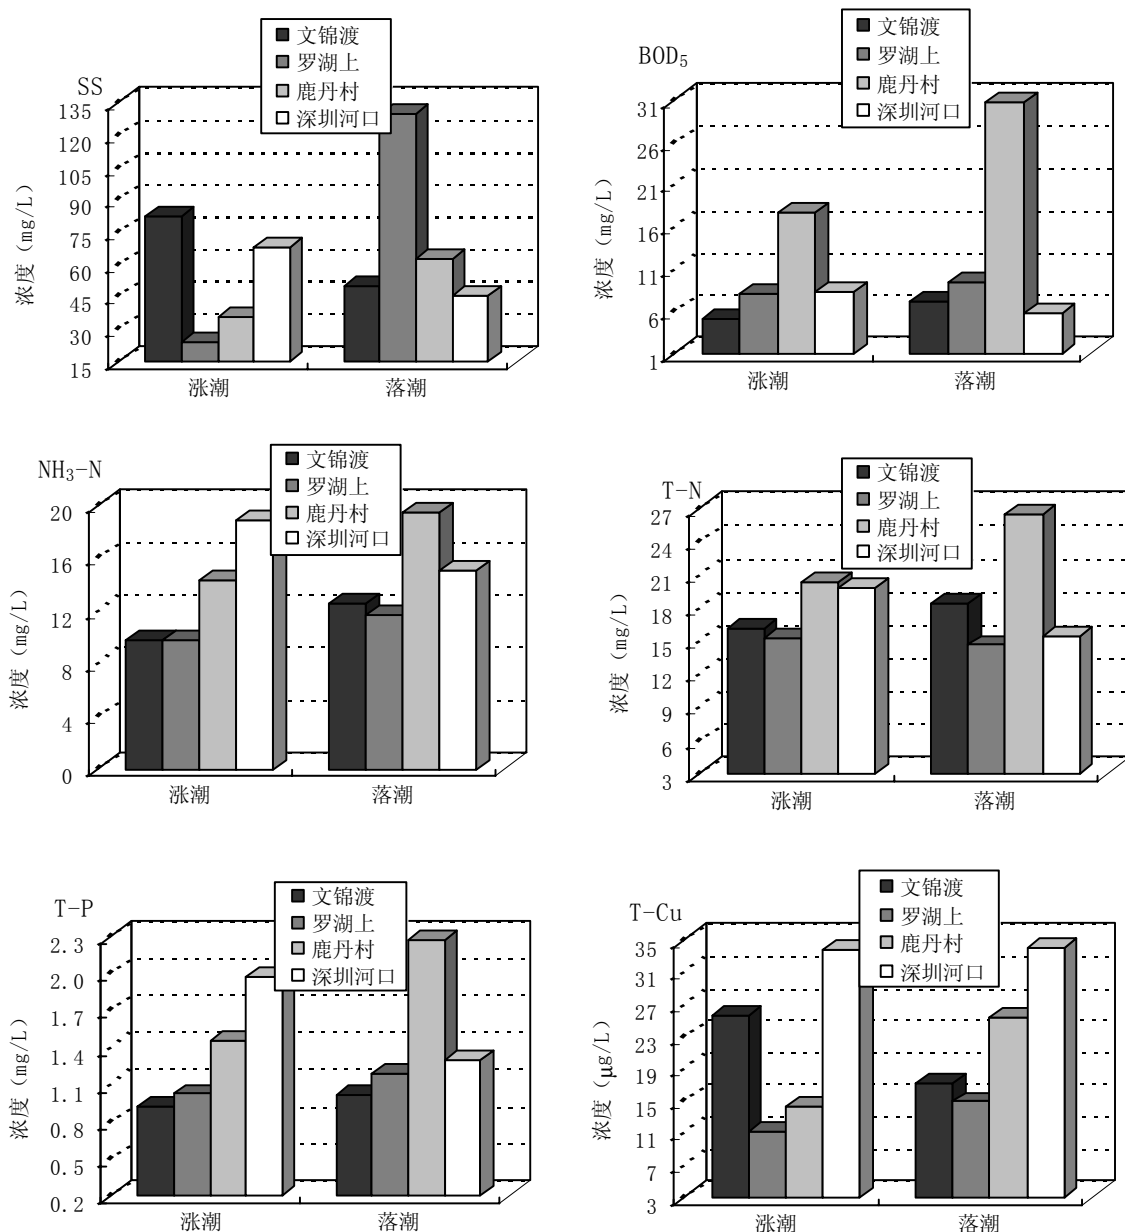 SS
文锦渡
罗湖上
鹿丹村
深圳河口
135
120
105
90
75
60
45
30
15
浓度 (mg/L)
涨潮
落潮
BOD₅
文锦渡
罗湖上
鹿丹村
深圳河口
31
26
21
16
11
6
1
浓度 (mg/L)
涨潮
落潮
NH₃-N
文锦渡
罗湖上
鹿丹村
深圳河口
20
16
12
8
4
0
浓度 (mg/L)
涨潮
落潮
T-N
文锦渡
罗湖上
鹿丹村
深圳河口
27
24
21
18
15
12
9
6
3
浓度 (mg/L)
涨潮
落潮
T-P
文锦渡
罗湖上
鹿丹村
深圳河口
2.3
2.0
1.7
1.4
1.1
0.8
0.5
0.2
浓度 (mg/L)
涨潮
落潮
T-Cu
文锦渡
罗湖上
鹿丹村
深圳河口
35
31
27
23
19
15
11
7
3
浓度 (μg/L)
涨潮
落潮